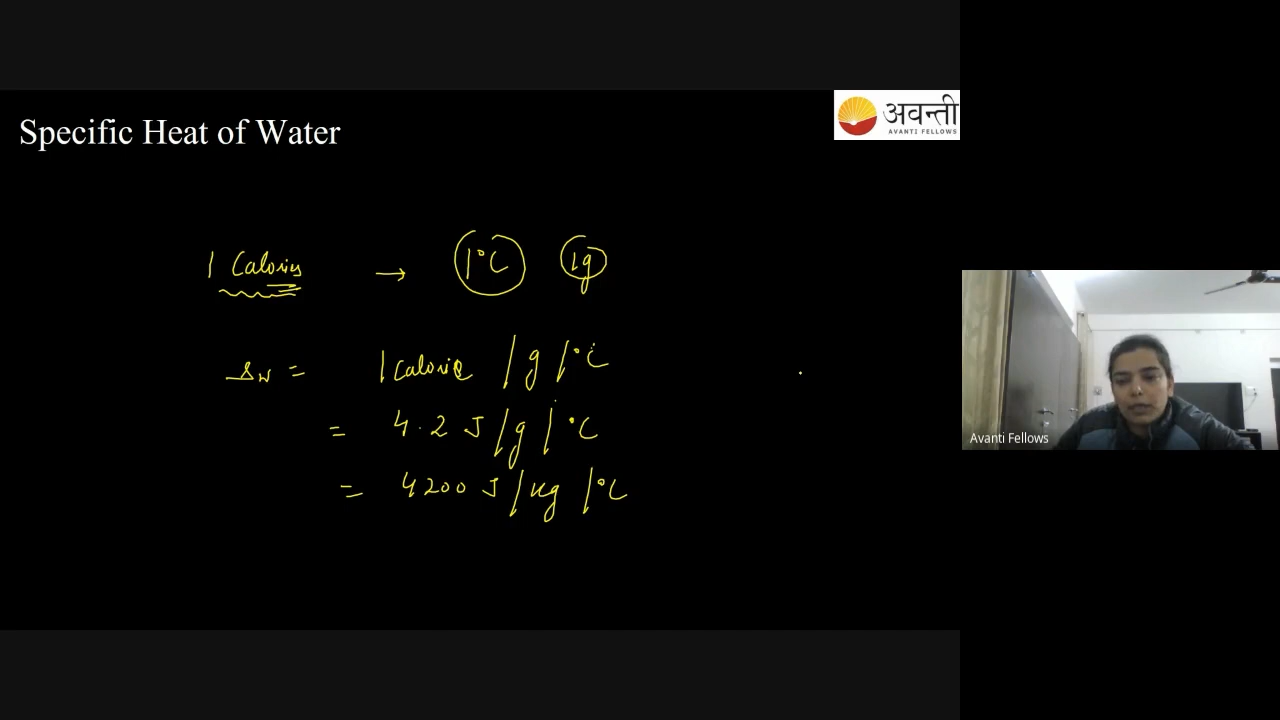 Specific Heat of Water
अवन्ती
AVANTI FELLOWS
1 Calories → 1°C 1g
sw = 1 Calorie /g/°C
= 4.2 J/g/°C
= 4200 J/kg/°C
Avanti Fellows